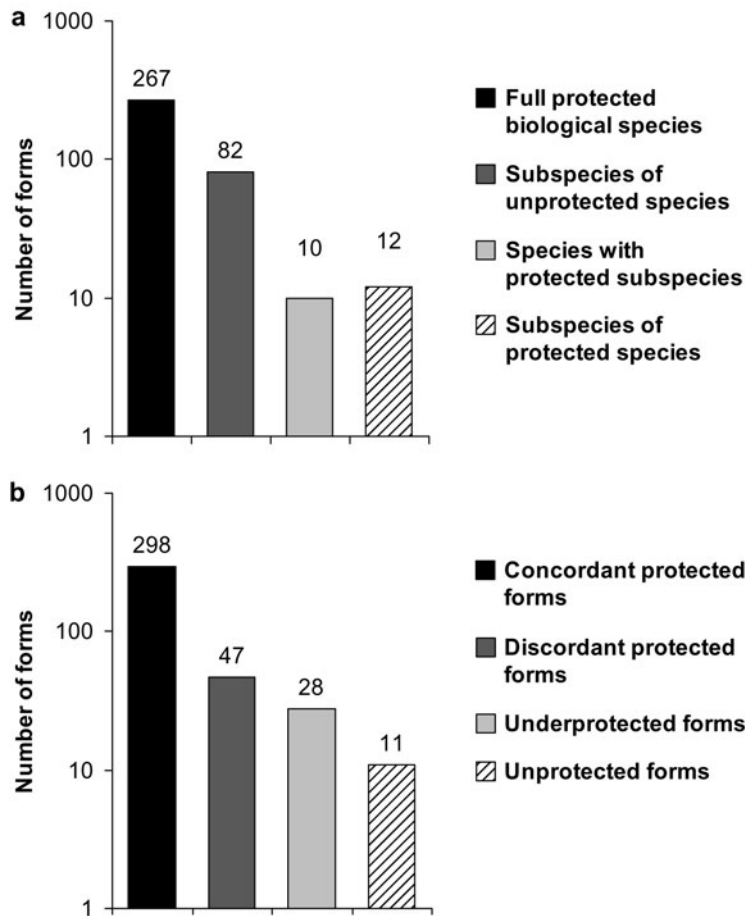 a
Number of forms
1000
100
10
1
267
82
10
12
Full protected
biological species
Subspecies of
unprotected species
Species with
protected subspecies
Subspecies of
protected species
b
Number of forms
1000
100
10
1
298
47
28
11
Concordant protected
forms
Discordant protected
forms
Underprotected forms
Unprotected forms